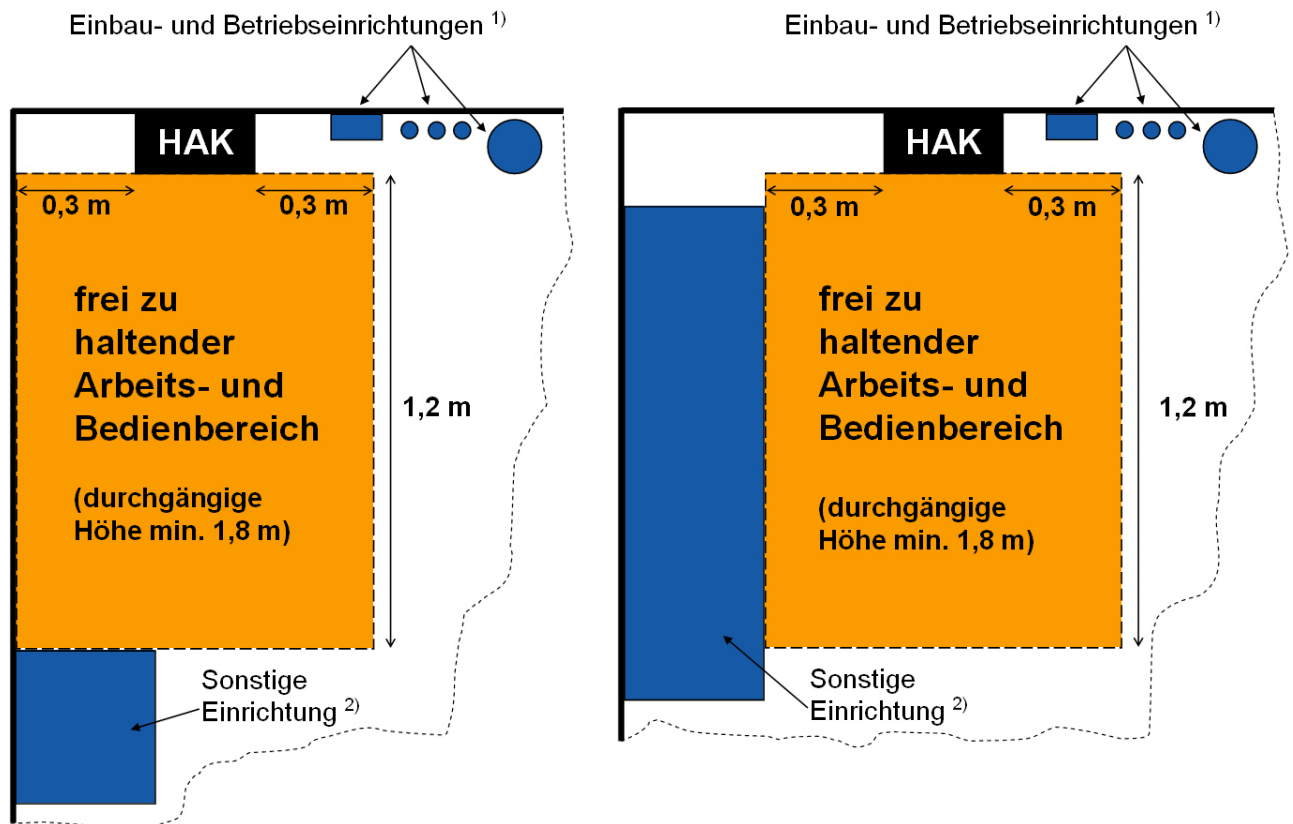 Einbau- und Betriebseinrichtungen 1)
HAK
0,3 m
0,3 m
frei zu
haltender
Arbeits- und
Bedienbereich
(durchgängige
Höhe min. 1,8 m)
1,2 m
Sonstige
Einrichtung 2)
Einbau- und Betriebseinrichtungen 1)
HAK
0,3 m
0,3 m
frei zu
haltender
Arbeits- und
Bedienbereich
(durchgängige
Höhe min. 1,8 m)
1,2 m
Sonstige
Einrichtung 2)